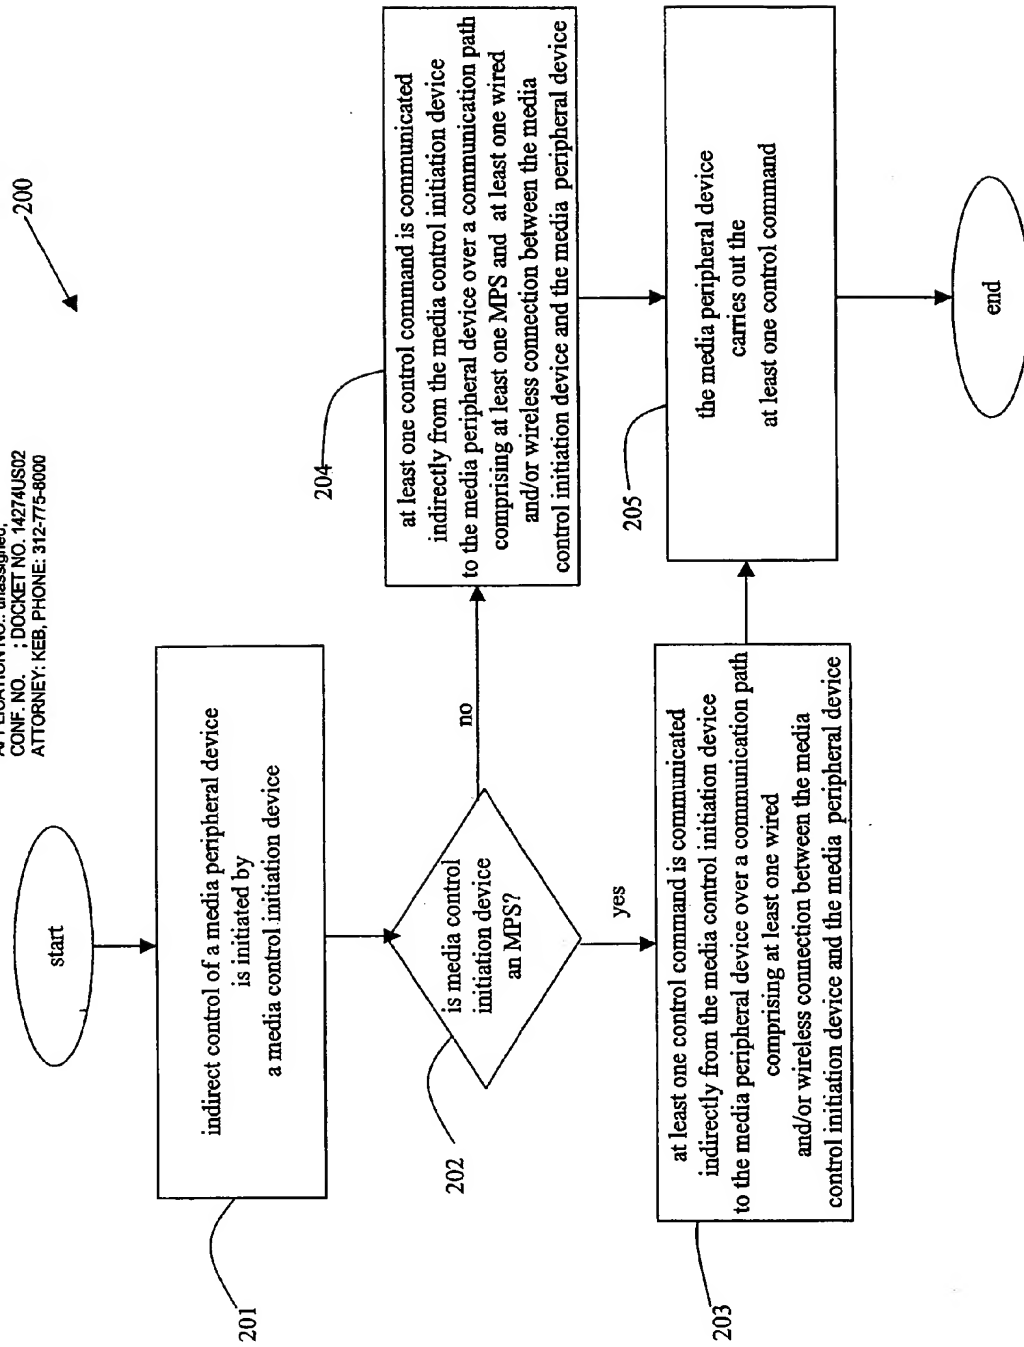 CONF. NO. ; DOCKET NO. 14274US02
ATTORNEY: KEB, PHONE: 312-775-8000
200
start
indirect control of a media peripheral device
is initiated by
a media control initiation device
201
is media control
initiation device
an MPS?
202
no
yes
at least one control command is communicated
indirectly from the media control initiation device
to the media peripheral device over a communication path
comprising at least one MPS and at least one wired
and/or wireless connection between the media
control initiation device and the media peripheral device
204
at least one control command is communicated
indirectly from the media control initiation device
to the media peripheral device over a communication path
comprising at least one wired
and/or wireless connection between the media
control initiation device and the media peripheral device
203
the media peripheral device
carries out the
at least one control command
205
end